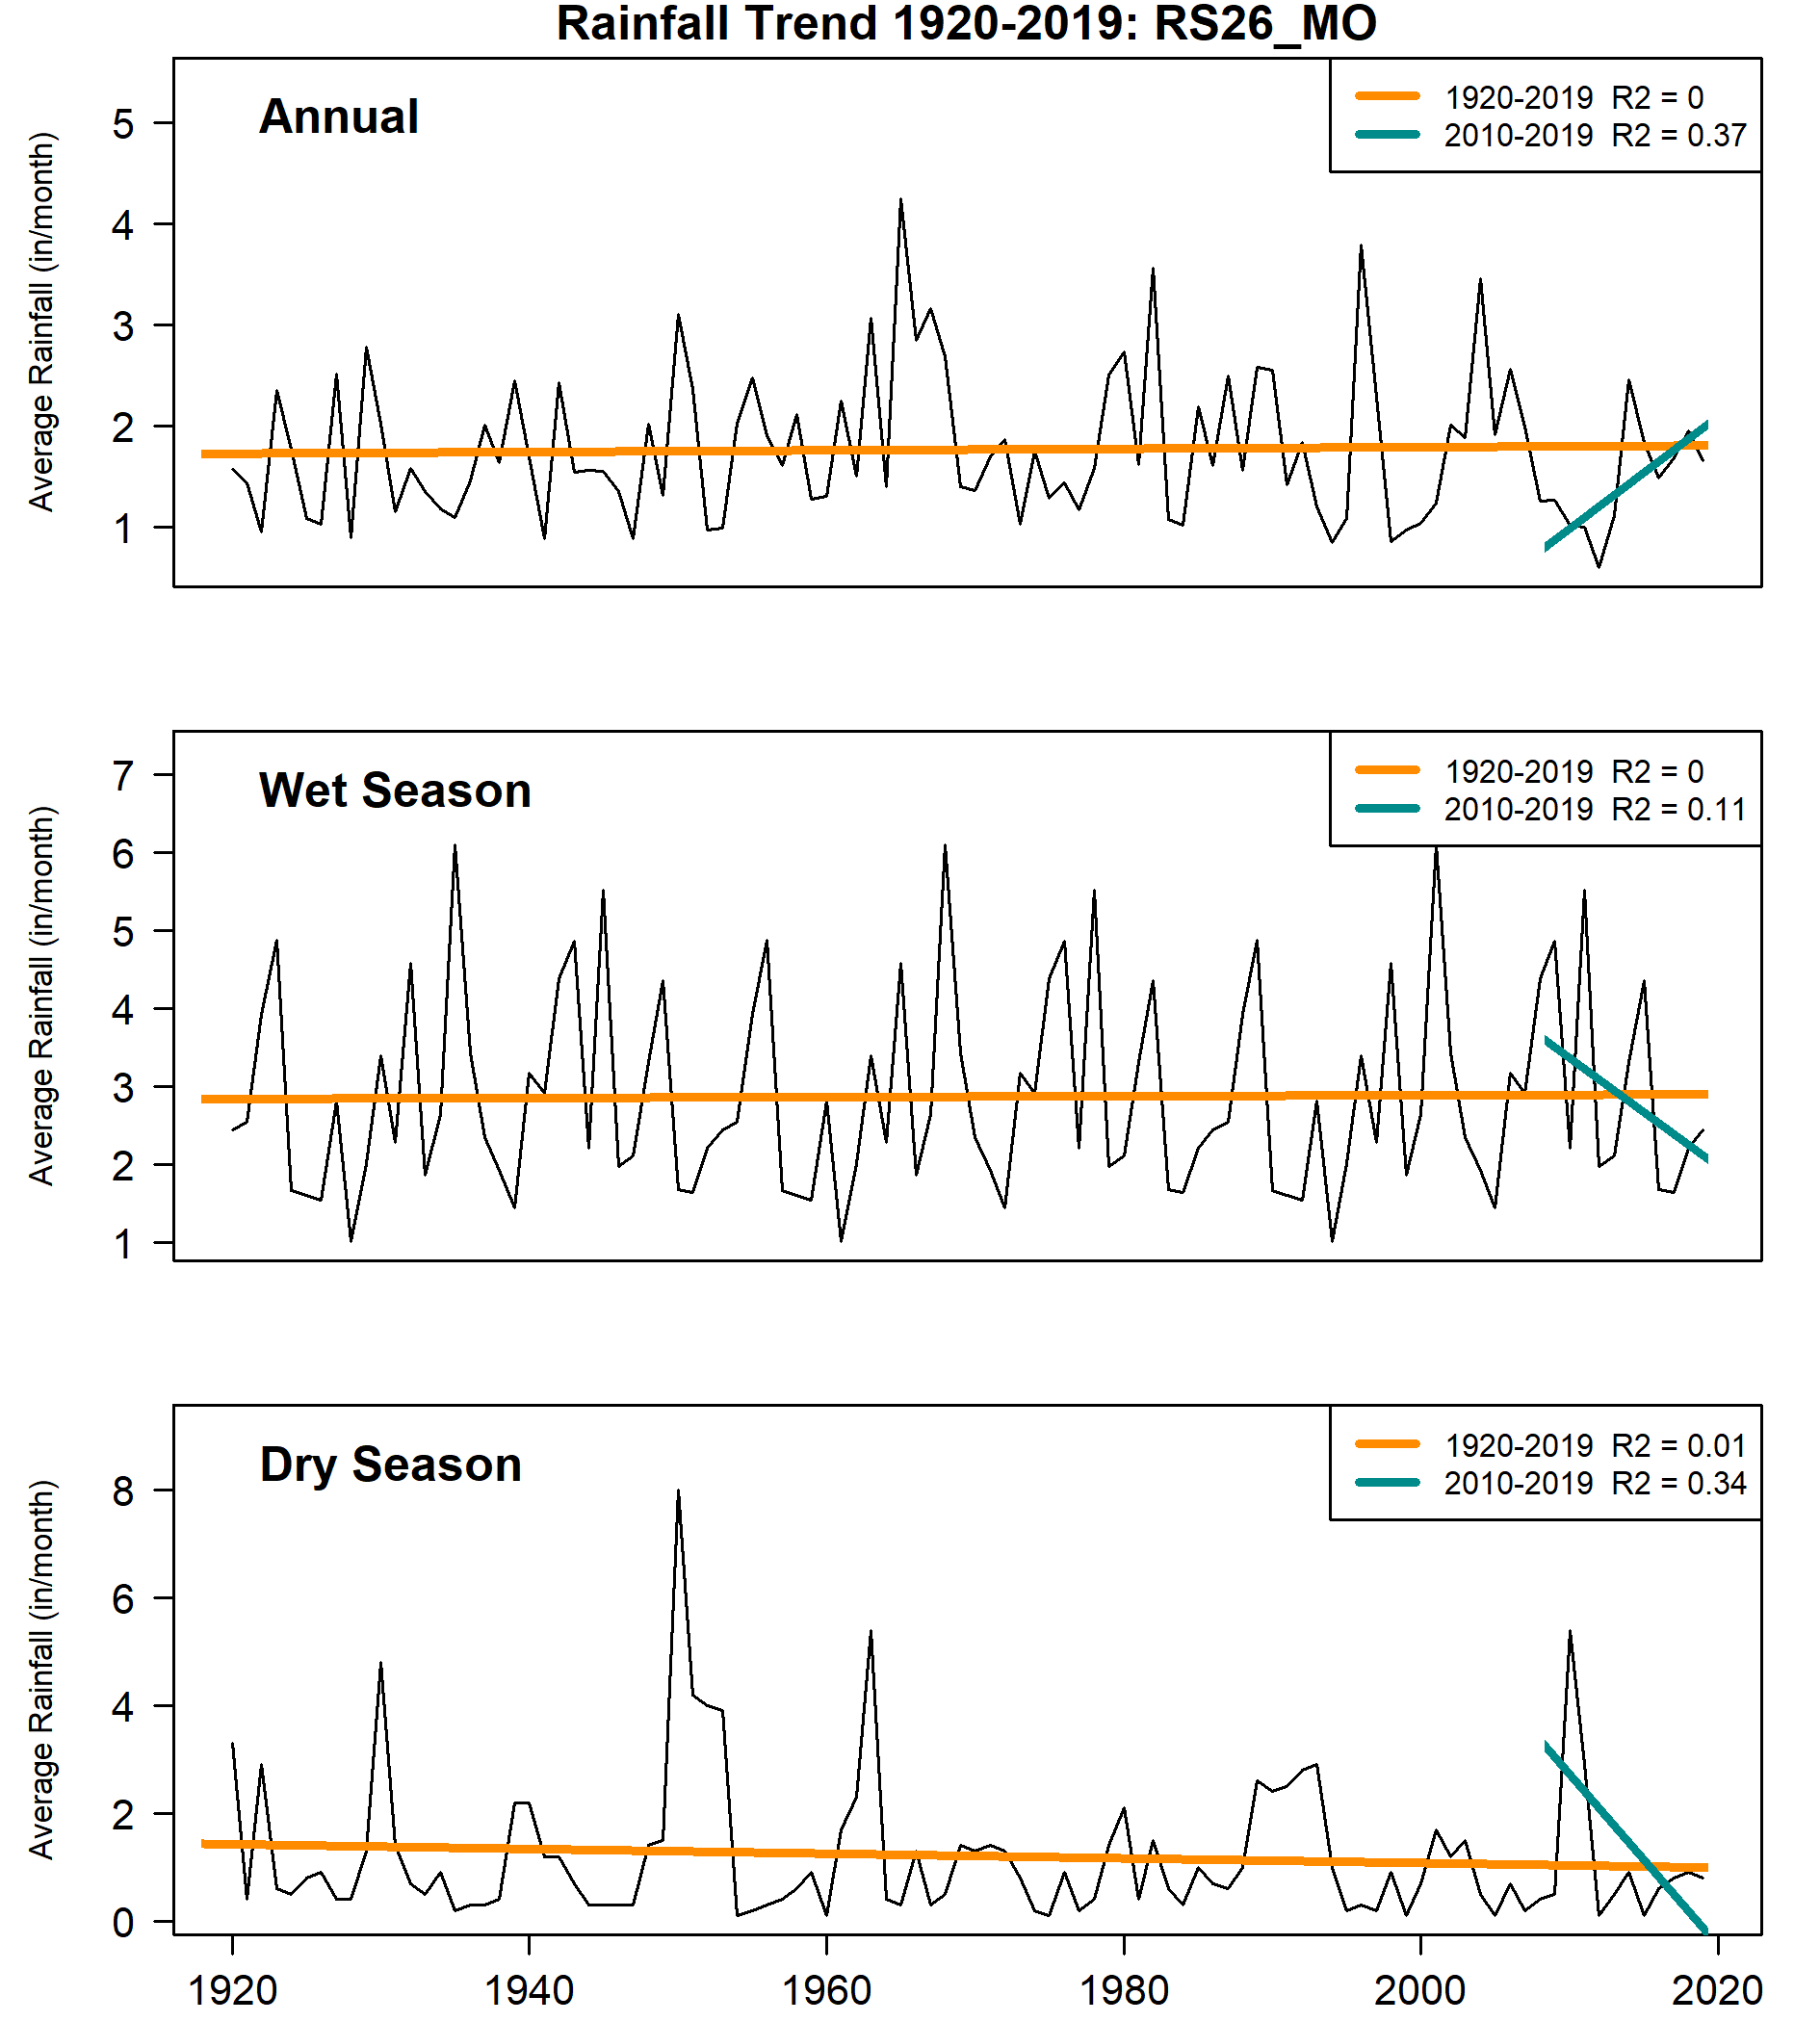 Rainfall Trend 1920-2019: RS26_MO
Annual
1920-2019 R2 = 0
2010-2019 R2 = 0.37
Average Rainfall (in/month)
5
4
3
2
1
Wet Season
1920-2019 R2 = 0
2010-2019 R2 = 0.11
Average Rainfall (in/month)
7
6
5
4
3
2
1
Dry Season
1920-2019 R2 = 0.01
2010-2019 R2 = 0.34
Average Rainfall (in/month)
8
6
4
2
0
1920 1940 1960 1980 2000 2020